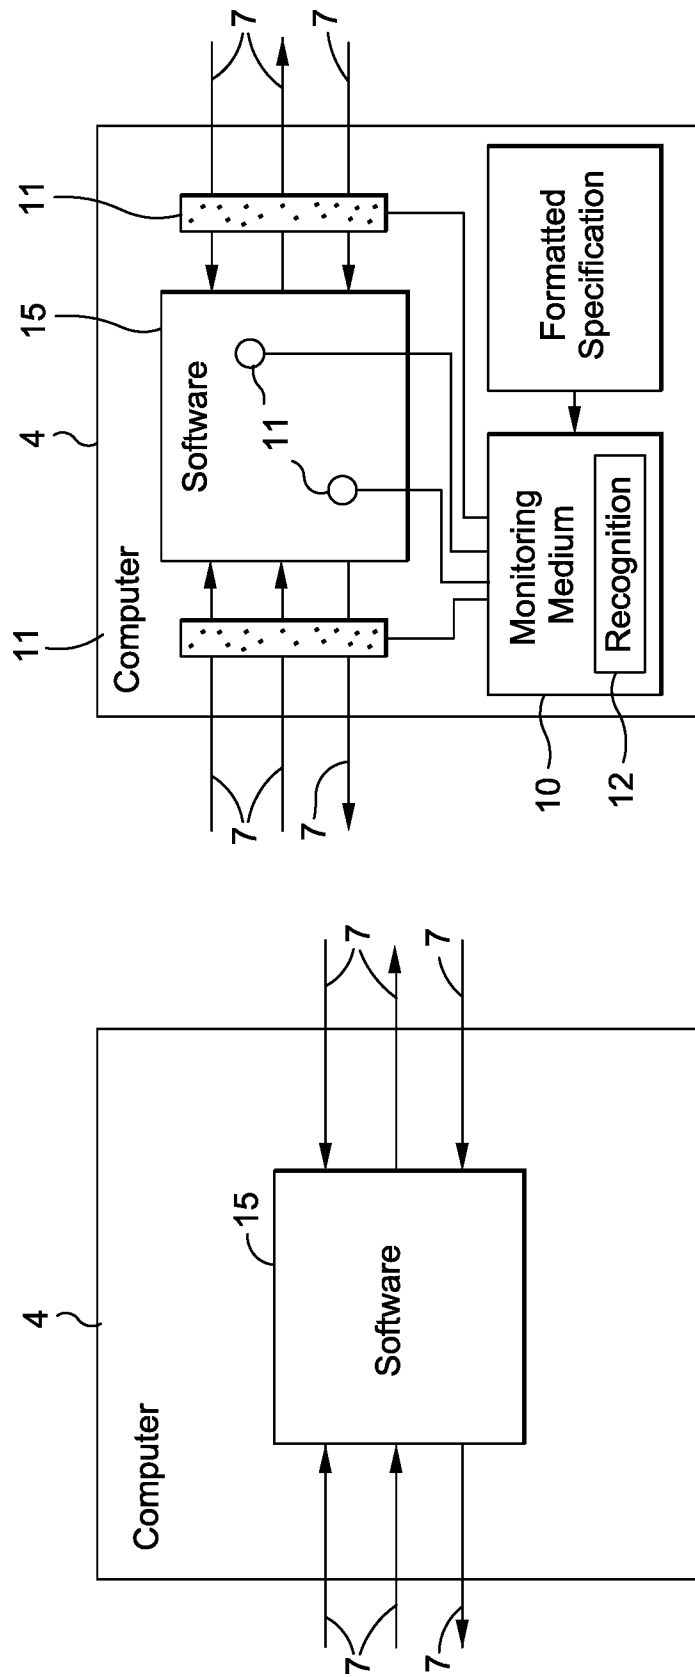 4
Computer
15
7
7
Software
7
7
11
4
15
11
Computer
Software
7
7
11
7
7
Monitoring
Medium
Recognition
Formatted
Specification
10
12